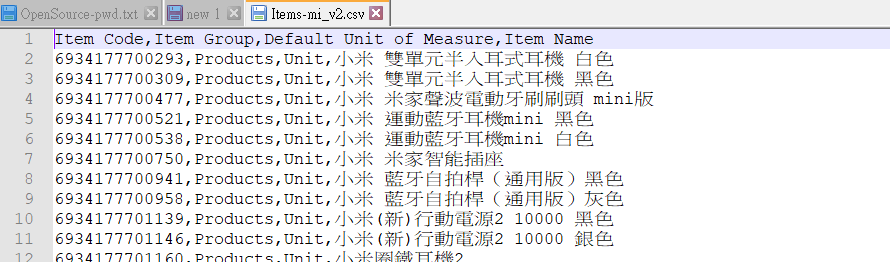 OpenSource-pwd.txt new 1 Items-mi_v2.csv
1 Item Code,Item Group,Default Unit of Measure,Item Name
2 6934177700293,Products,Unit,小米 雙單元半入耳式耳機 白色
3 6934177700309,Products,Unit,小米 雙單元半入耳式耳機 黑色
4 6934177700477,Products,Unit,小米 米家聲波電動牙刷刷頭 mini版
5 6934177700521,Products,Unit,小米 運動藍牙耳機mini 黑色
6 6934177700538,Products,Unit,小米 運動藍牙耳機mini 白色
7 6934177700750,Products,Unit,小米 米家智能插座
8 6934177700941,Products,Unit,小米 藍牙自拍桿（通用版）黑色
9 6934177700958,Products,Unit,小米 藍牙自拍桿（通用版）灰色
10 6934177701139,Products,Unit,小米(新)行動電源2 10000 黑色
11 6934177701146,Products,Unit,小米(新)行動電源2 10000 銀色
12 6934177701160,Products,Unit,小米圈鐵耳機2